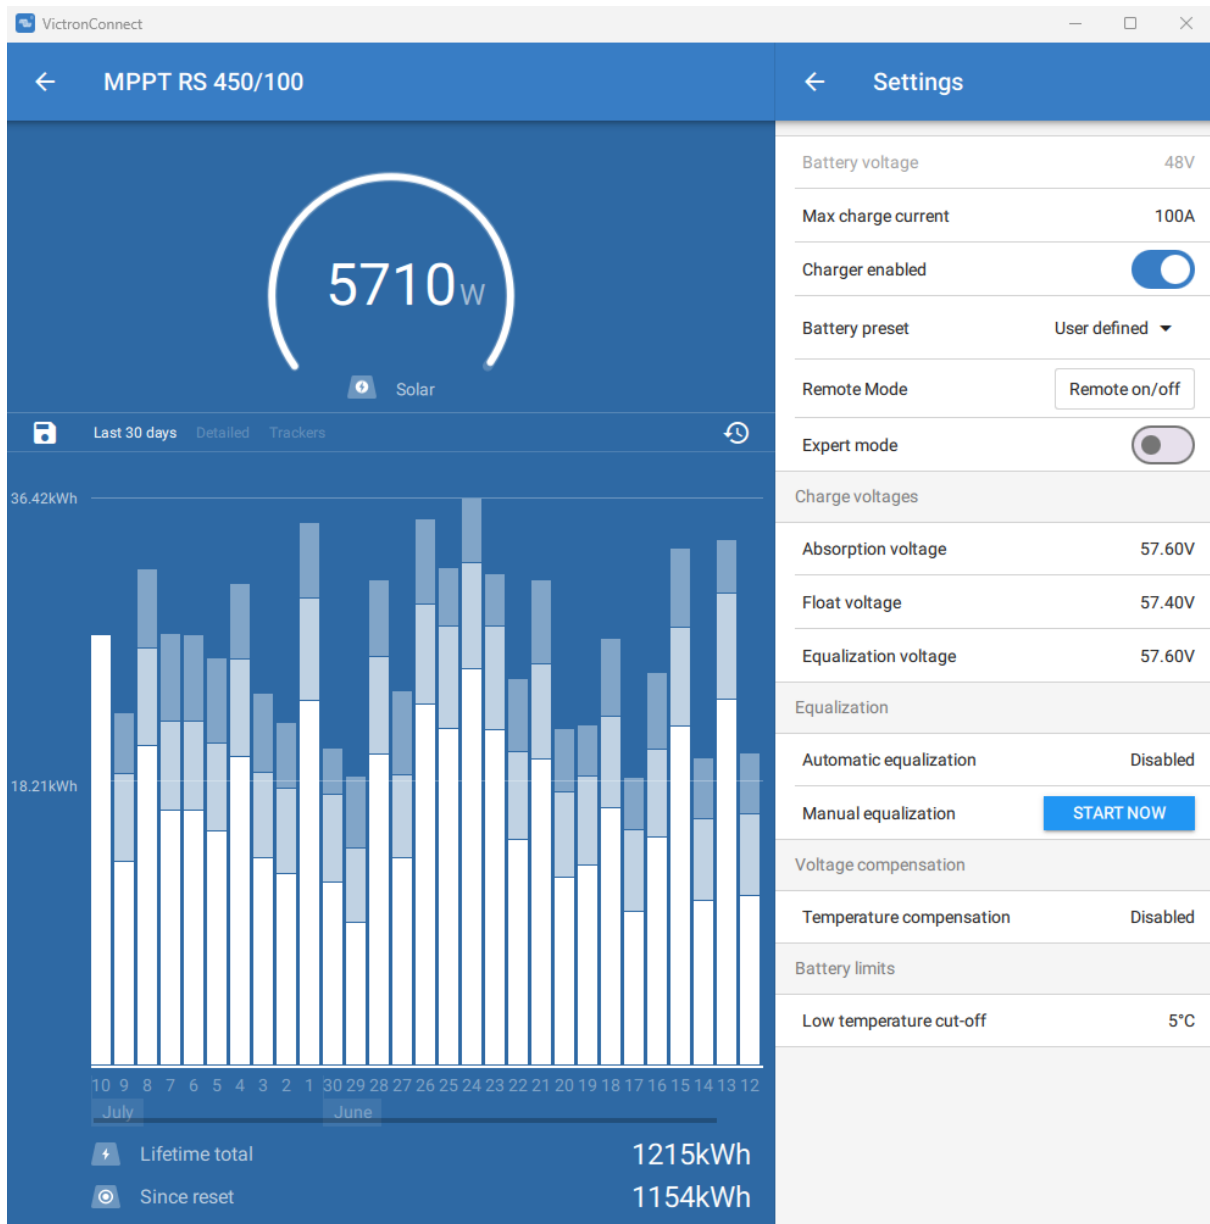 VictronConnect
MPPT RS 450/100
5710W
Solar
Last 30 days Detailed Trackers
36.42kWh
18.21kWh
10 9 8 7 6 5 4 3 2 1 30 29 28 27 26 25 24 23 22 21 20 19 18 17 16 15 14 13 12
July June
Lifetime total 1215kWh
Since reset 1154kWh
Settings
Battery voltage 48V
Max charge current 100A
Charger enabled
Battery preset User defined
Remote Mode Remote on/off
Expert mode
Charge voltages
Absorption voltage 57.60V
Float voltage 57.40V
Equalization voltage 57.60V
Equalization
Automatic equalization Disabled
Manual equalization START NOW
Voltage compensation
Temperature compensation Disabled
Battery limits
Low temperature cut-off 5°C